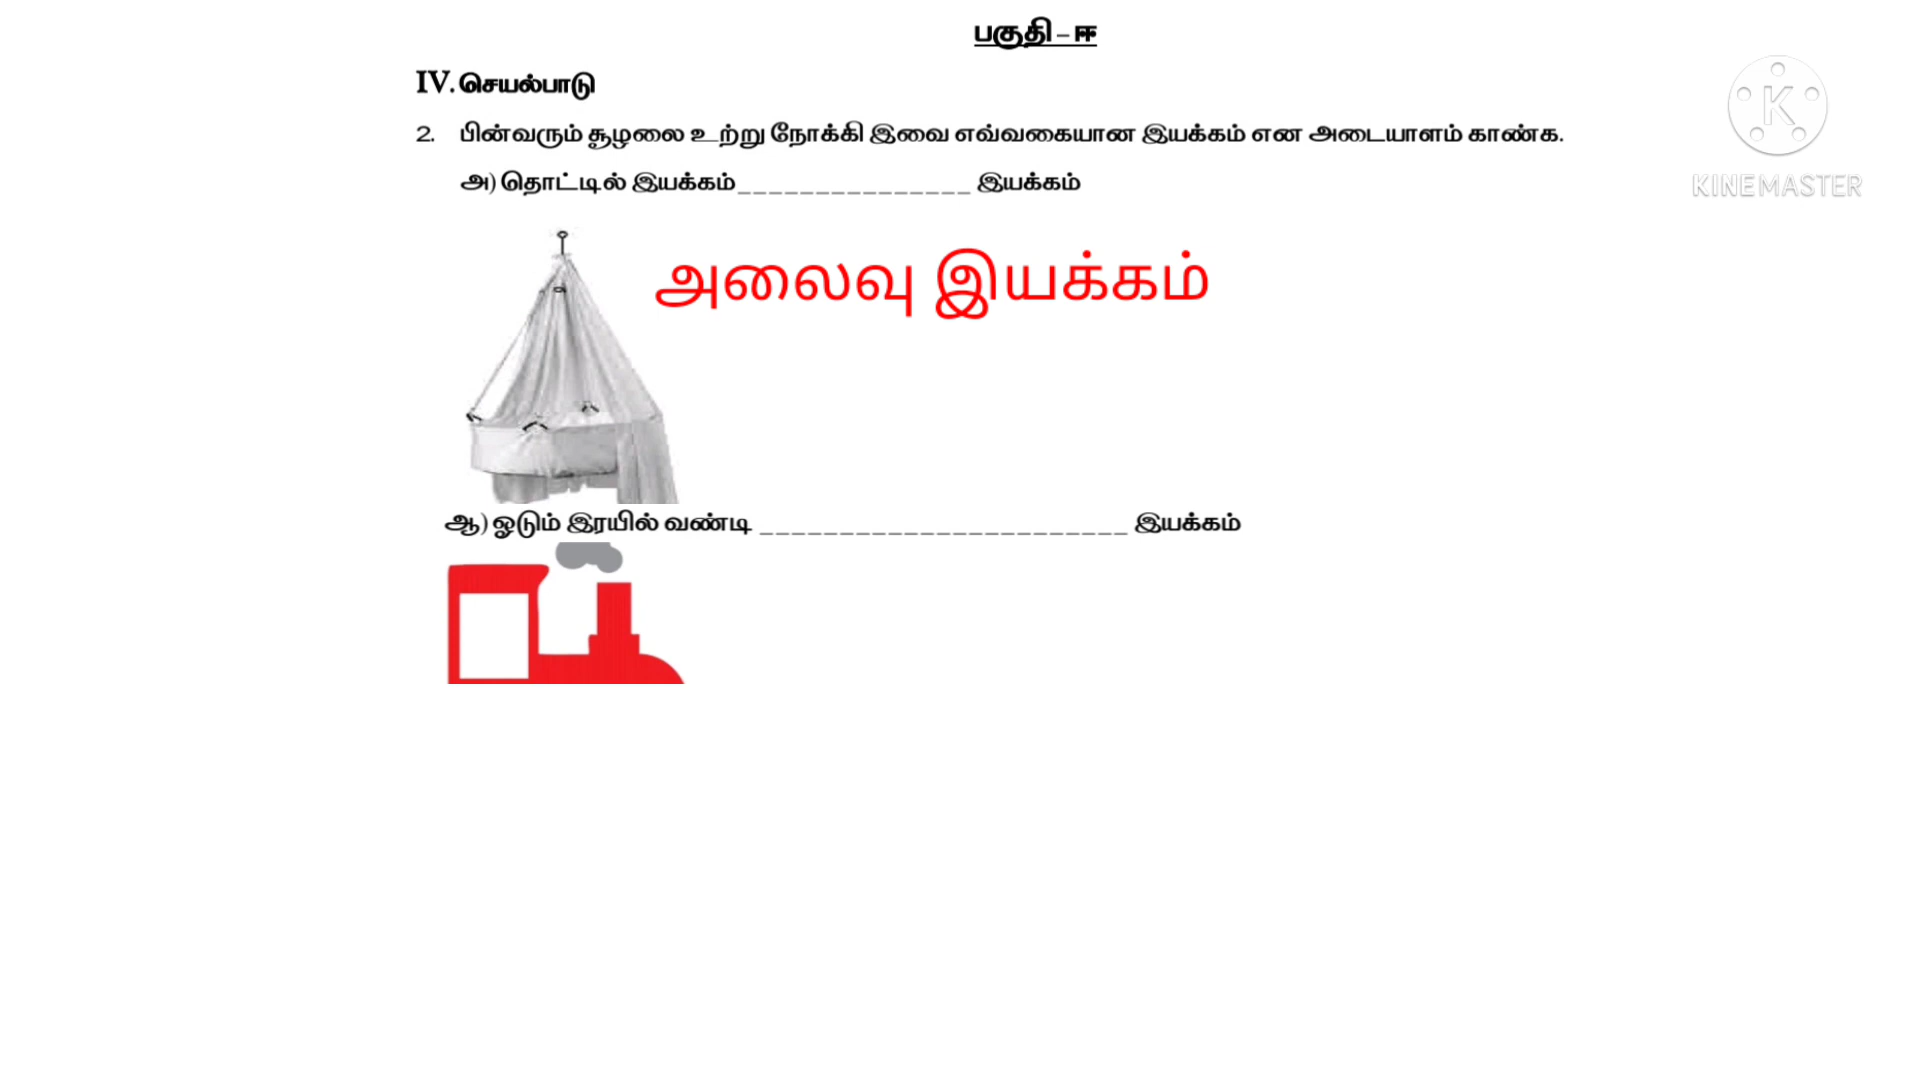 பகுதி – ஈ
IV. செயல்பாடு
2. பின்வரும் சூழலை உற்று நோக்கி இவை எவ்வகையான இயக்கம் என அடையாளம் காண்க.
அ) தொட்டில் இயக்கம்_______________ இயக்கம்
அலைவு இயக்கம்
ஆ) ஓடும் இரயில் வண்டி _______________________ இயக்கம்
K
KINEMASTER